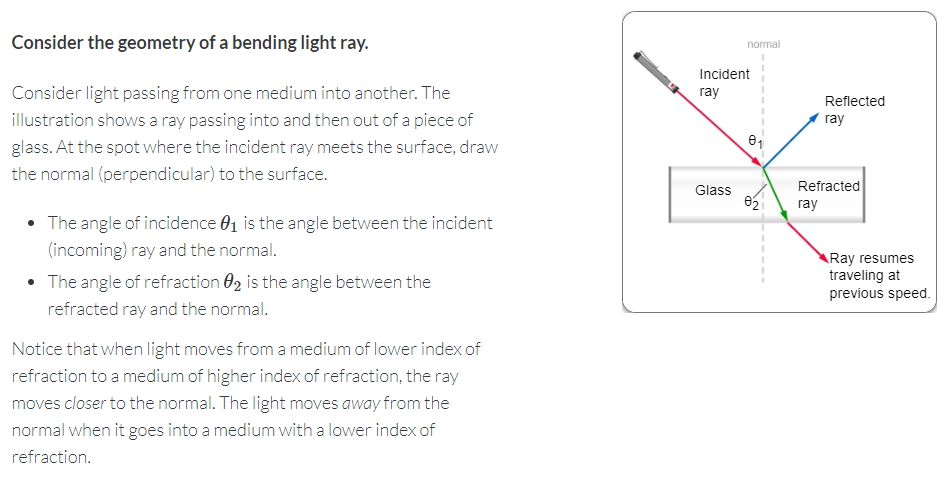 Consider the geometry of a bending light ray.
Consider light passing from one medium into another. The
illustration shows a ray passing into and then out of a piece of
glass. At the spot where the incident ray meets the surface, draw
the normal (perpendicular) to the surface.
• The angle of incidence θ₁ is the angle between the incident
(incoming) ray and the normal.
• The angle of refraction θ₂ is the angle between the
refracted ray and the normal.
Notice that when light moves from a medium of lower index of
refraction to a medium of higher index of refraction, the ray
moves closer to the normal. The light moves away from the
normal when it goes into a medium with a lower index of
refraction.
normal
Incident
ray
Reflected
ray
θ1
Glass
θ2
Refracted
ray
Ray resumes
traveling at
previous speed.